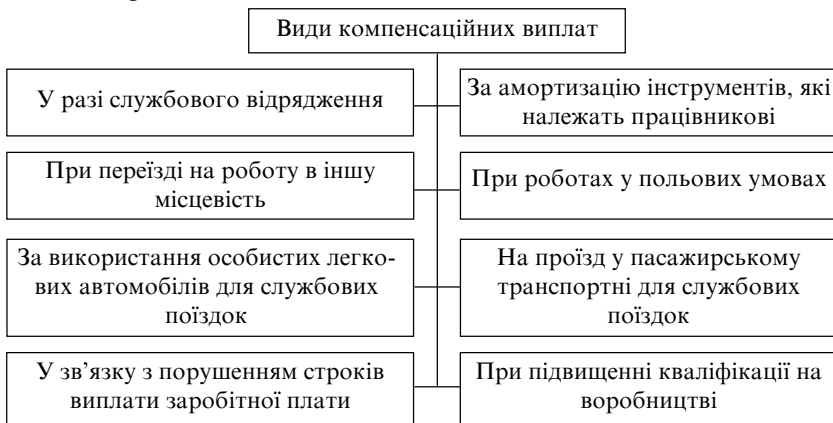 Види компенсаційних виплат
У разі службового відрядження
За амортизацію інструментів, які
належать працівникові
При переїзді на роботу в іншу
місцевість
При роботах у польових умовах
За використання особистих легко-
вих автомобілів для службових
поїздок
На проїзд у пасажирському
транспортні для службових
поїздок
У зв'язку з порушенням строків
виплати заробітної плати
При підвищенні кваліфікації на
воробництві